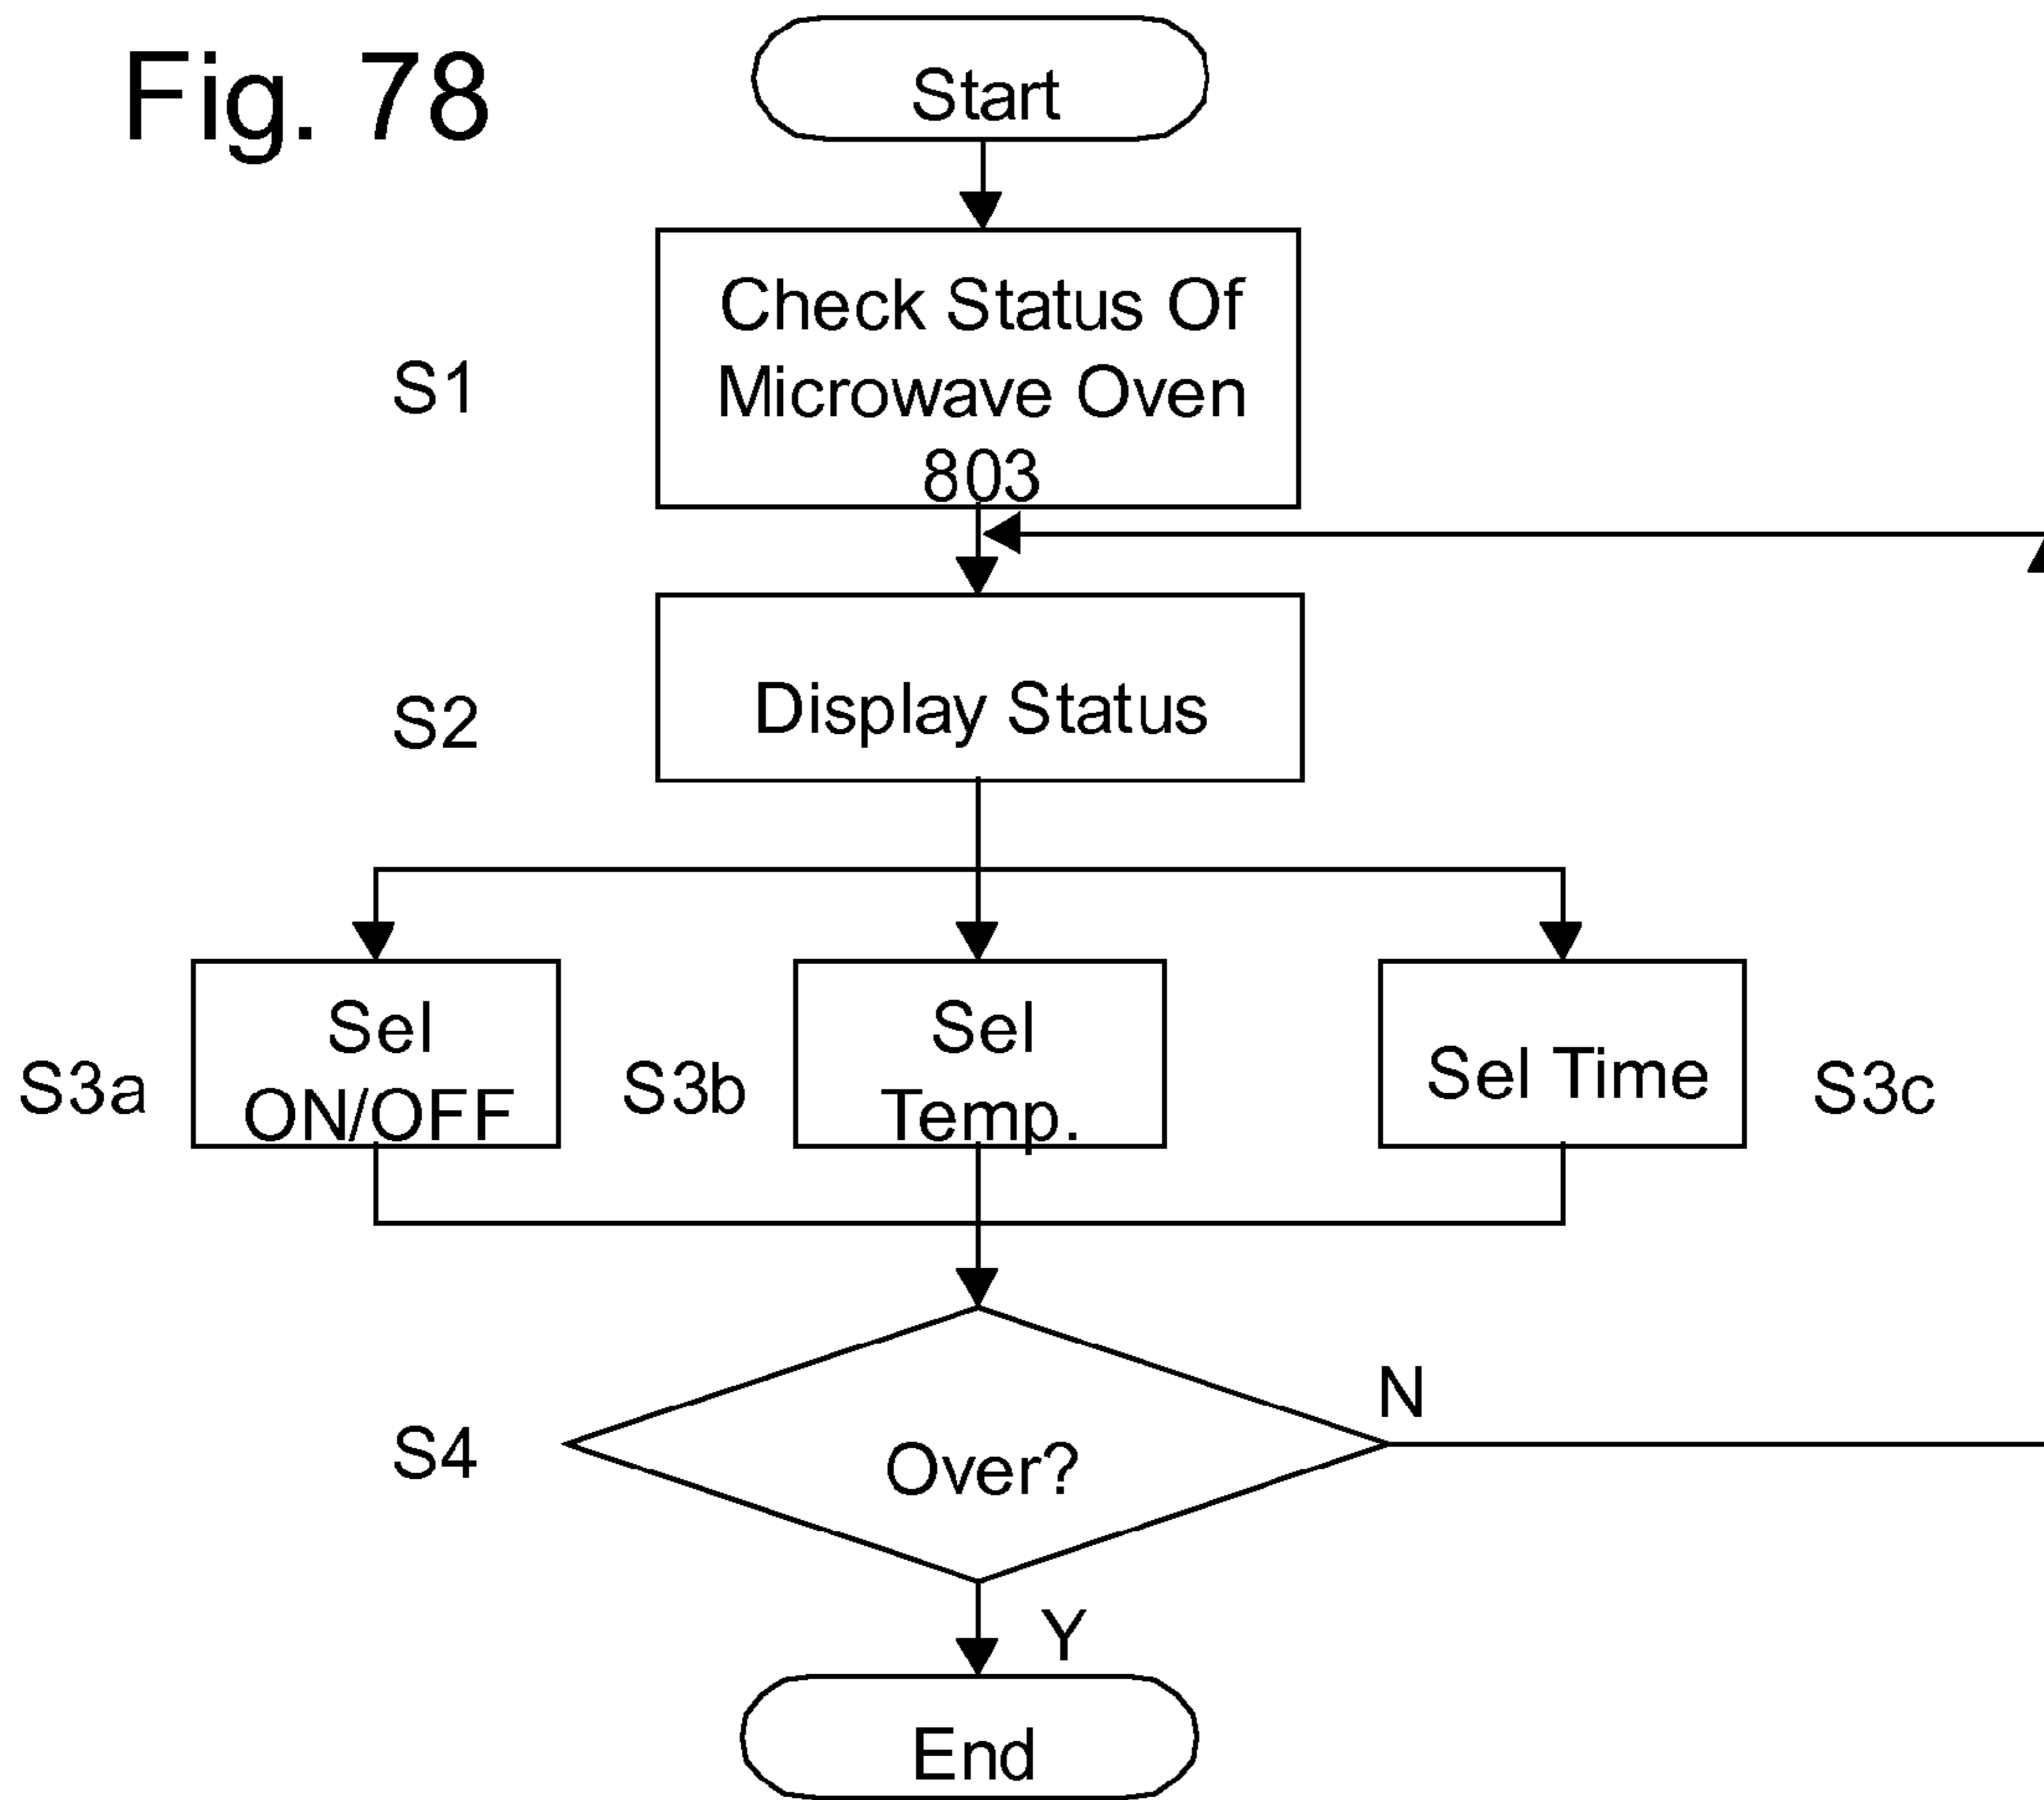 Fig. 78
Start
S1
Check Status Of
Microwave Oven
803
S2
Display Status
S3a
Sel
ON/OFF
S3b
Sel
Temp.
Sel Time
S3c
S4
Over?
N
Y
End